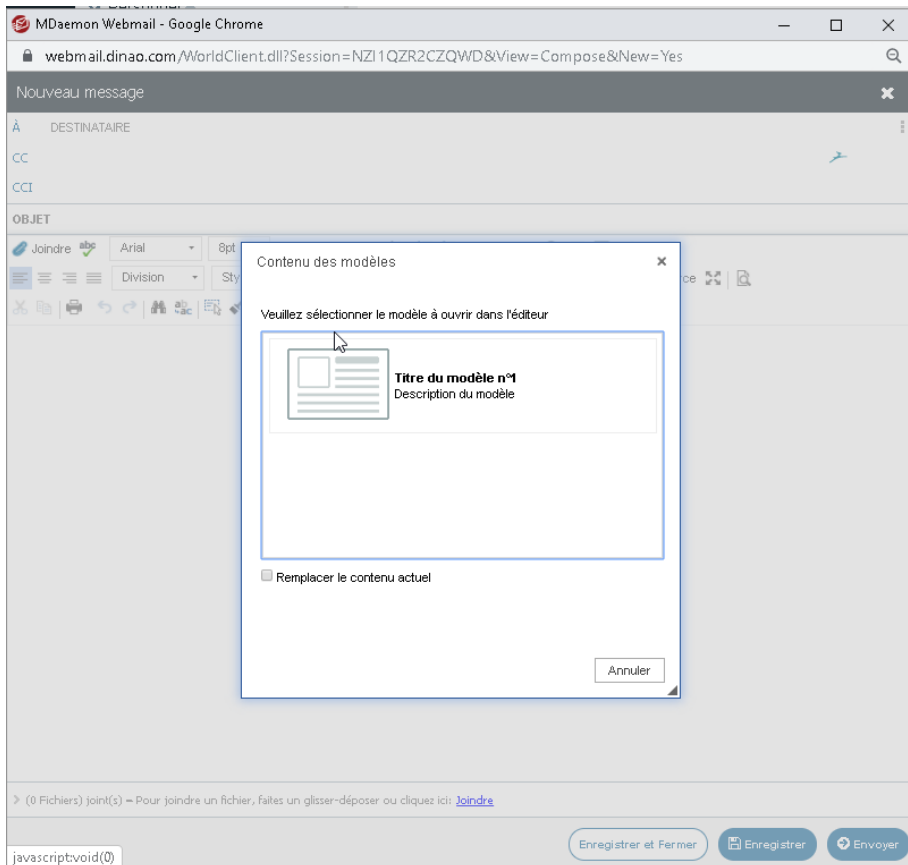 MDaemon Webmail - Google Chrome
webmail.dinao.com/WorldClient.dll?Session=NZI1QZR2CZQWD&View=Compose&New=Yes
Nouveau message
À DESTINATAIRE
CC
CCI
OBJET
Joindre abc Arial 8pt
Division Sty ce
Contenu des modèles
Veuillez sélectionner le modèle à ouvrir dans l'éditeur
Titre du modèle n°1
Description du modèle
Remplacer le contenu actuel
Annuler
> (0 Fichiers) joint(s) – Pour joindre un fichier, faites un glisser-déposer ou cliquez ici: Joindre
Enregistrer et Fermer Enregistrer Envoyer
javascript:void(0)